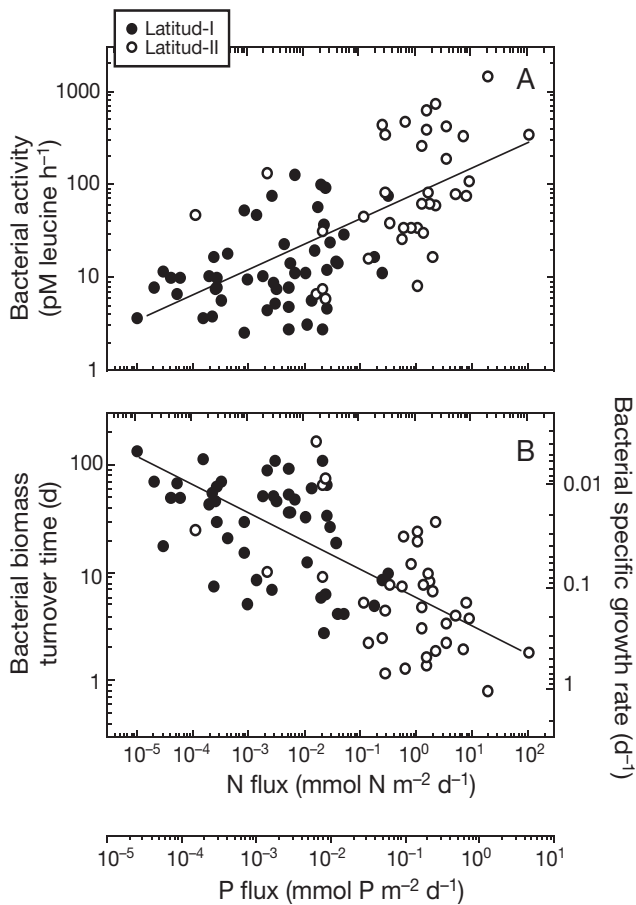 Latitud-I
Latitud-II
A
1000
100
10
1
Bacterial activity
(pM leucine h⁻¹)
B
100
10
1
Bacterial biomass
turnover time (d)
0.01
0.1
1
Bacterial specific growth rate (d⁻¹)
10⁻⁵ 10⁻⁴ 10⁻³ 10⁻² 10⁻¹ 10⁰ 10¹ 10²
N flux (mmol N m⁻² d⁻¹)
10⁻⁵ 10⁻⁴ 10⁻³ 10⁻² 10⁻¹ 10⁰ 10¹
P flux (mmol P m⁻² d⁻¹)